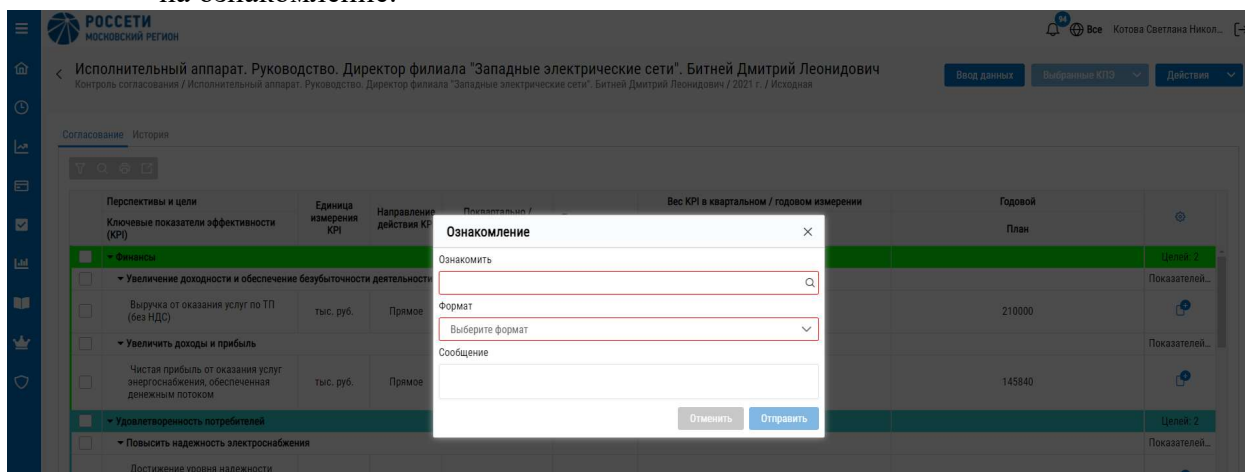 на ознакомление.
РОССЕТИ
МОСКОВСКИЙ РЕГИОН
94
Все
Котова Светлана Никол...
Исполнительный аппарат. Руководство. Директор филиала "Западные электрические сети". Битней Дмитрий Леонидович
Контроль согласования / Исполнительный аппарат. Руководство. Директор филиала "Западные электрические сети". Битней Дмитрий Леонидович / 2021 г. / Исходная
Ввод данных
Выбранные КПЭ
Действия
Согласование История
Перспективы и цели
Ключевые показатели эффективности
(KPI)
Единица
измерения
KPI
Направление
действия KP
Поквартально /
Вес KPI в квартальном / годовом измерении
Годовой
План
Ознакомление
Ознакомить
Формат
Выберите формат
Сообщение
Отменить Отправить
Финансы
Целей: 2
Увеличение доходности и обеспечение безубыточности деятельности
Показателей...
Выручка от оказания услуг по ТП
(без НДС)
тыс. руб.
Прямое
210000
Увеличить доходы и прибыль
Показателей...
Чистая прибыль от оказания услуг
энергоснабжения, обеспеченная
денежным потоком
тыс. руб.
Прямое
145840
Удовлетворенность потребителей
Целей: 2
Повысить надежность электроснабжения
Показателей...
Достижение уровня надежности